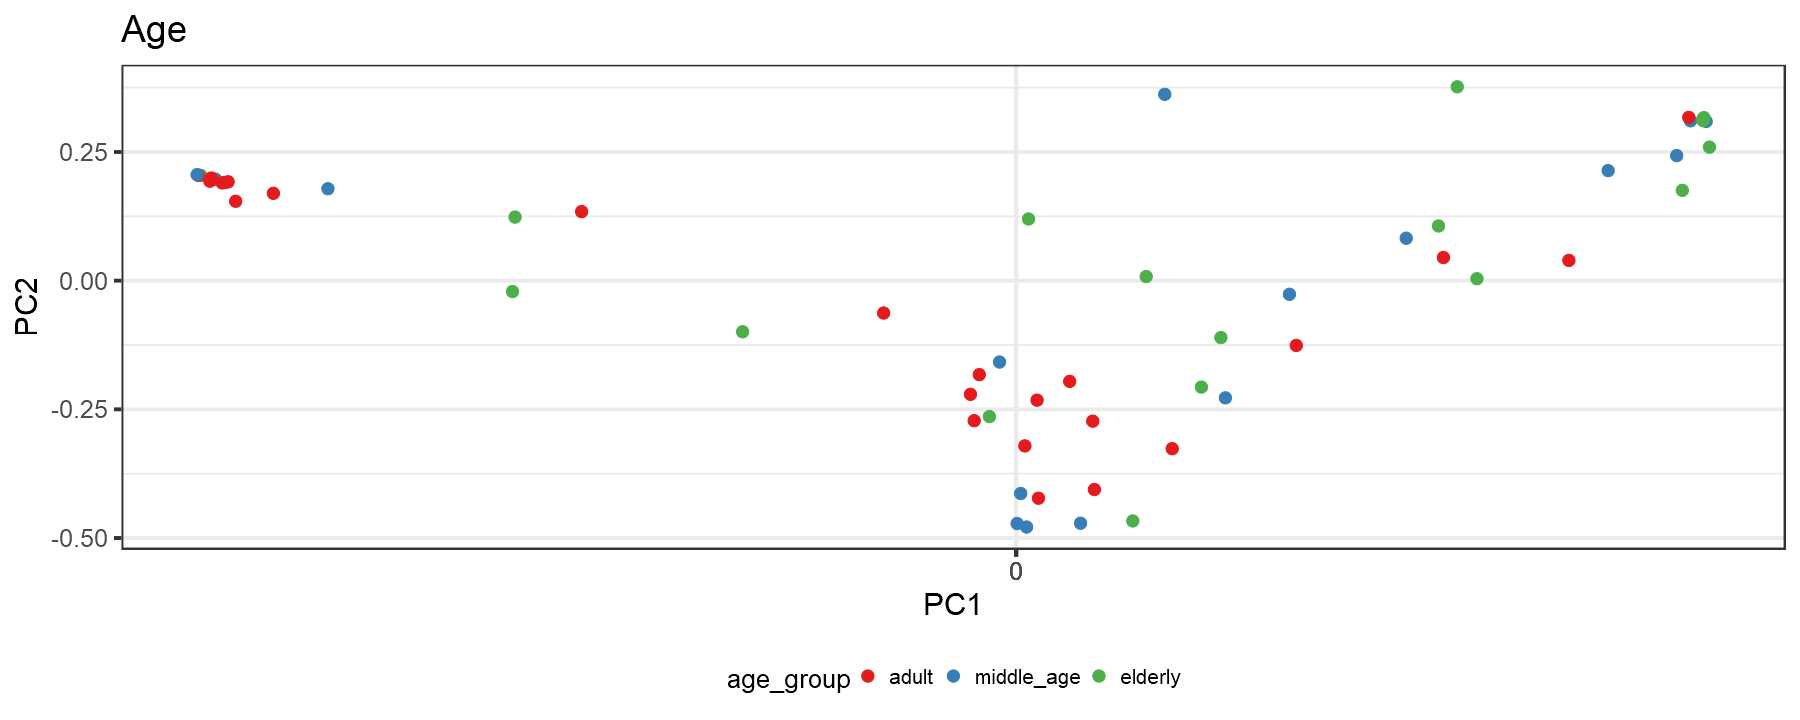 Age
0.25
0.00
-0.25
-0.50
PC2
0
PC1
age_group adult middle_age elderly